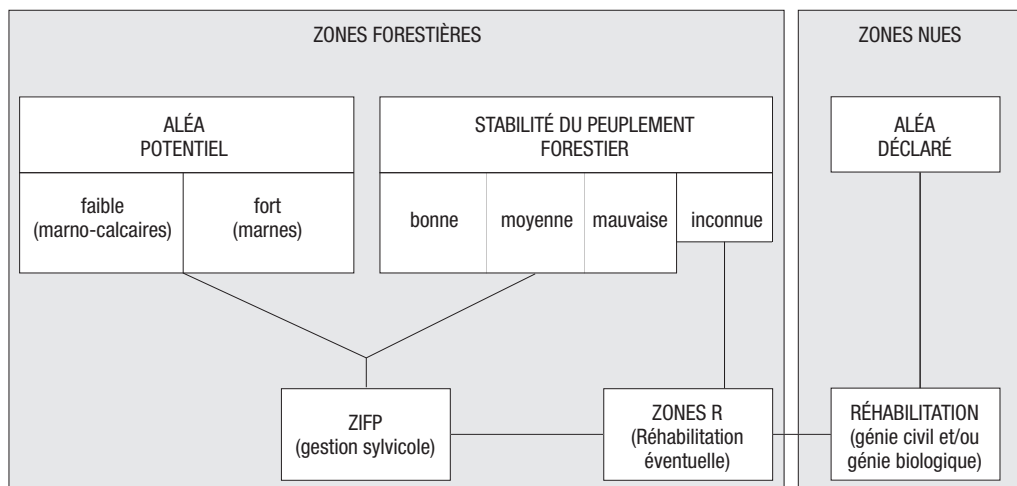 ZONES FORESTIÈRES
ZONES NUES
ALÉA
POTENTIEL
STABILITÉ DU PEUPLEMENT
FORESTIER
ALÉA
DÉCLARÉ
faible
(marno-calcaires)
fort
(marnes)
bonne
moyenne
mauvaise
inconnue
ZIFP
(gestion sylvicole)
ZONES R
(Réhabilitation
éventuelle)
RÉHABILITATION
(génie civil et/ou
génie biologique)